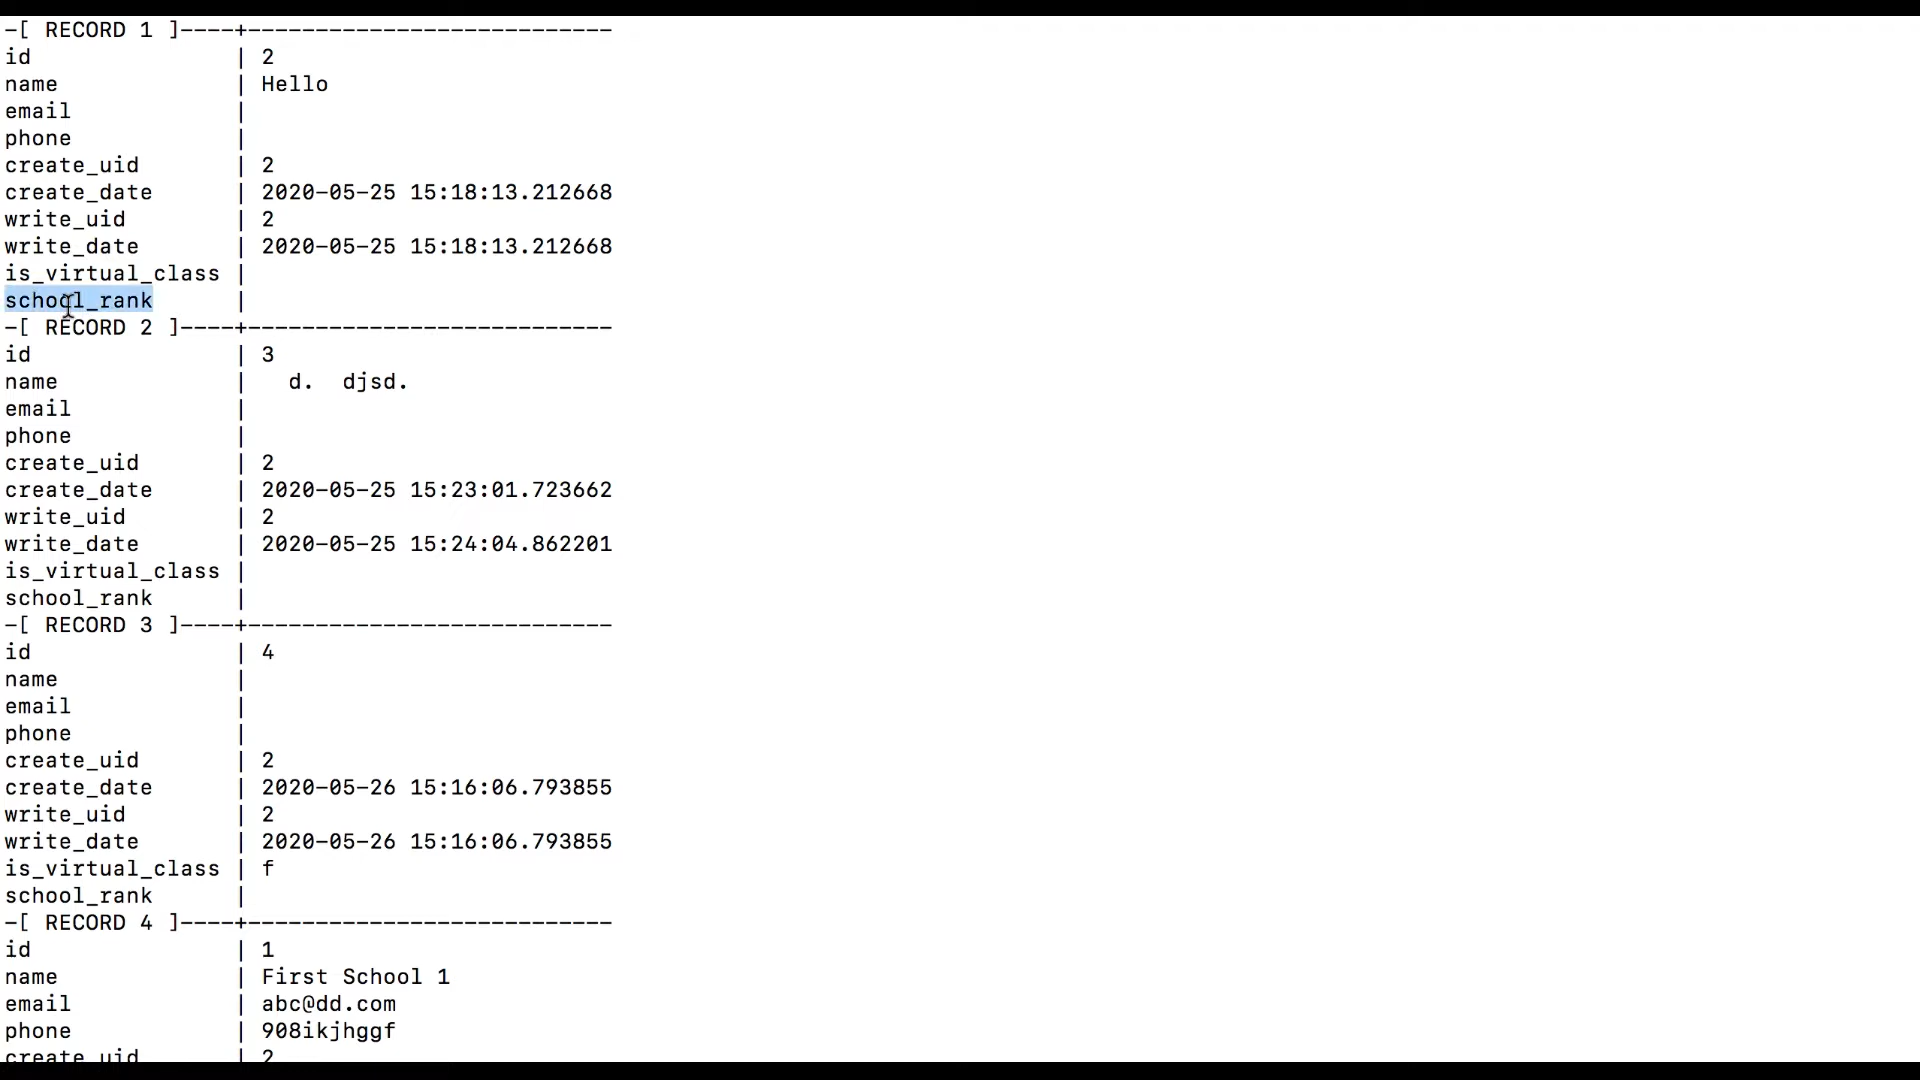 -[ RECORD 1 ]----+---------------------------
id               | 2
name             | Hello
email            |
phone            |
create_uid       | 2
create_date      | 2020-05-25 15:18:13.212668
write_uid        | 2
write_date       | 2020-05-25 15:18:13.212668
is_virtual_class |
school_rank      |
-[ RECORD 2 ]----+---------------------------
id               | 3
name             |   d.  djsd.
email            |
phone            |
create_uid       | 2
create_date      | 2020-05-25 15:23:01.723662
write_uid        | 2
write_date       | 2020-05-25 15:24:04.862201
is_virtual_class |
school_rank      |
-[ RECORD 3 ]----+---------------------------
id               | 4
name             |
email            |
phone            |
create_uid       | 2
create_date      | 2020-05-26 15:16:06.793855
write_uid        | 2
write_date       | 2020-05-26 15:16:06.793855
is_virtual_class | f
school_rank      |
-[ RECORD 4 ]----+---------------------------
id               | 1
name             | First School 1
email            | abc@dd.com
phone            | 908ikjhggf
create_uid       | 2